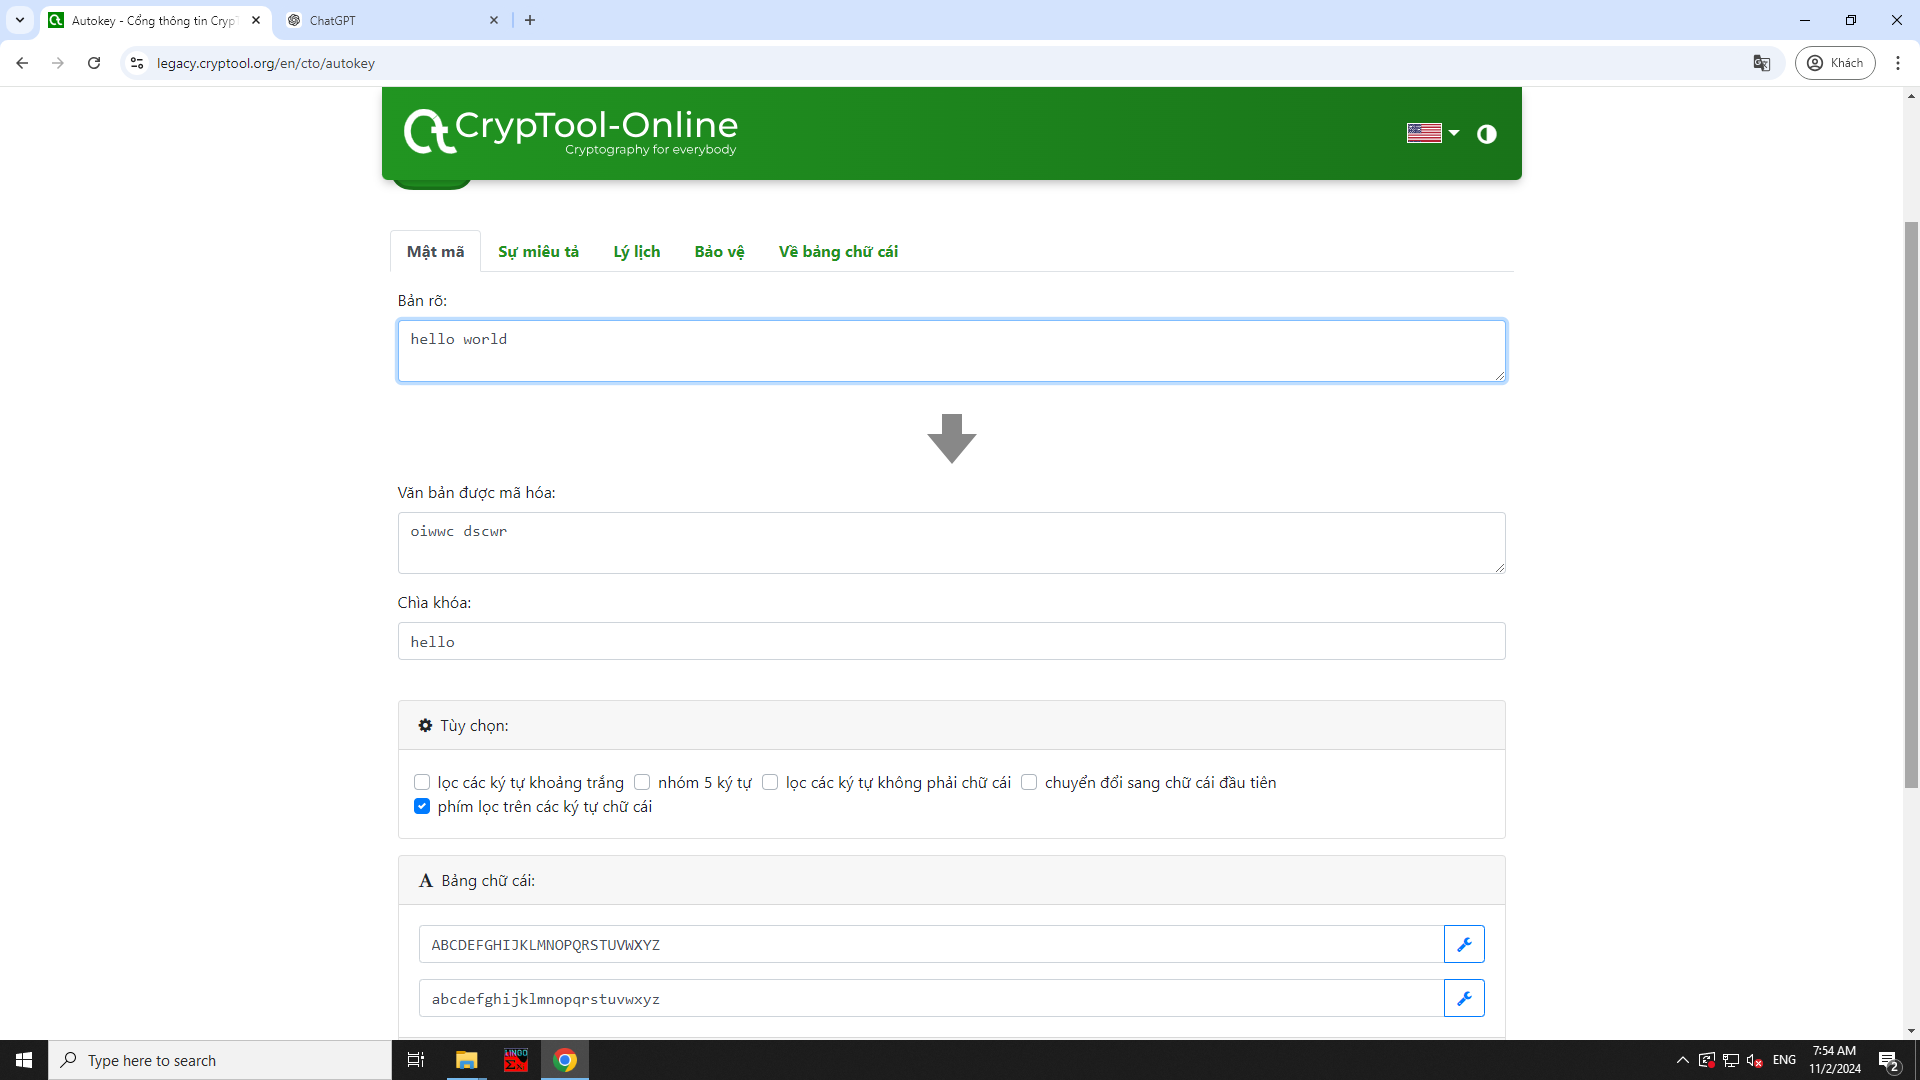 Autokey - Cổng thông tin Cryp
ChatGPT
legacy.cryptool.org/en/cto/autokey
Khách
CrypTool-Online
Cryptography for everybody
Mật mã
Sự miêu tả
Lý lịch
Bảo vệ
Về bảng chữ cái
Bản rõ:
hello world
Văn bản được mã hóa:
oiwwc dscwr
Chìa khóa:
hello
Tùy chọn:
lọc các ký tự khoảng trắng nhóm 5 ký tự lọc các ký tự không phải chữ cái chuyển đổi sang chữ cái đầu tiên
phím lọc trên các ký tự chữ cái
A Bảng chữ cái:
ABCDEFGHIJKLMNOPQRSTUVWXYZ
abcdefghijklmnopqrstuvwxyz
Type here to search
LINDO
ENG
7:54 AM
11/2/2024
2